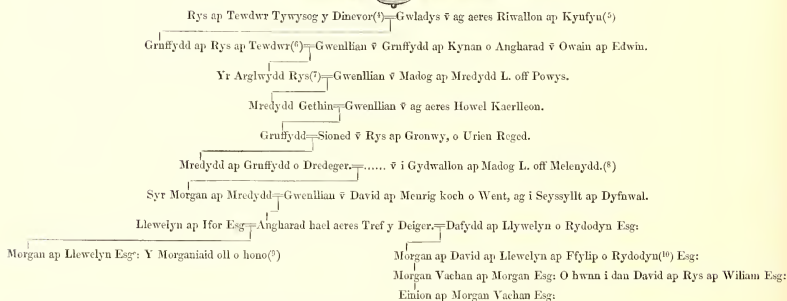 Rys ap Tewdwr Tywysog y Dinevor(⁴)=Gwladys v̄ ag aeres Riwallon ap Kynfyn(⁵)
Gruffydd ap Rys ap Tewdwr(⁶)=Gwenllian v̄ Gruffydd ap Kynan o Angharad v̄ Owain ap Edwin.
Yr Arglwydd Rys(⁷)=Gwenllian v̄ Madog ap Mredydd L. off Powys.
Mredydd Gethin=Gwenllian v̄ ag aeres Howel Kaerlleon.
Gruffydd=Sioned v̄ Rys ap Gronwy, o Urien Reged.
Mredydd ap Gruffydd o Dredeger.=...... v̄ i Gydwallon ap Madog L. off Melenydd.(⁸)
Syr Morgan ap Mredydd=Gwenllian v̄ David ap Meurig koch o Went, ag i Seyssyllt ap Dyfnwal.
Llewelyn ap Ifor Esg=Angharad hael aeres Tref y Deiger.=Dafydd ap Llywelyn o Rydodyn Esg:
Morgan ap Llewelyn Esgʳ: Y Morganiaid oll o hono(⁹)
Morgan ap David ap Llewelyn ap Ffylip o Rydodyn(¹⁰) Esg:
Morgan Vachan ap Morgan Esg: O hwnn i dan David ap Rys ap Wiliam Esg:
Einion ap Morgan Vachan Esg: